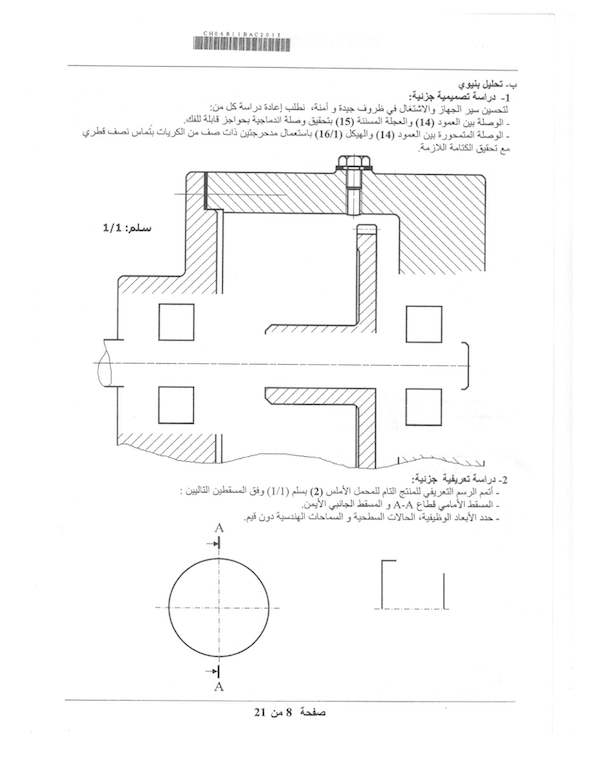 CH06K11BAC2015
ب- تحليل بنيوي
1- دراسة تصميمية جزئية:
لتحسين سير الجهاز والاشتغال في ظروف جيدة و آمنة، نطلب إعادة دراسة كل من:
- الوصلة بين العمود (14) والعجلة المسننة (15) بتحقيق وصلة اندماجية بحواجز قابلة للفك.
- الوصلة المتمحورة بين العمود (14) والهيكل (16/1) باستعمال مدحرجتين ذات صف من الكريات بتماس نصف قطري
مع تحقيق الكتامة اللازمة.
سلم: 1/1
2- دراسة تعريفية جزئية:
- أتمم الرسم التعريفي للمنتج التام للمحمل الأملس (2) بسلم (1/1) وفق المسقطين التاليين :
- المسقط الأمامي قطاع A-A و المسقط الجانبي الأيمن.
- حدد الأبعاد الوظيفية، الحالات السطحية و السماحات الهندسية دون قيم.
A
A
صفحة 8 من 21